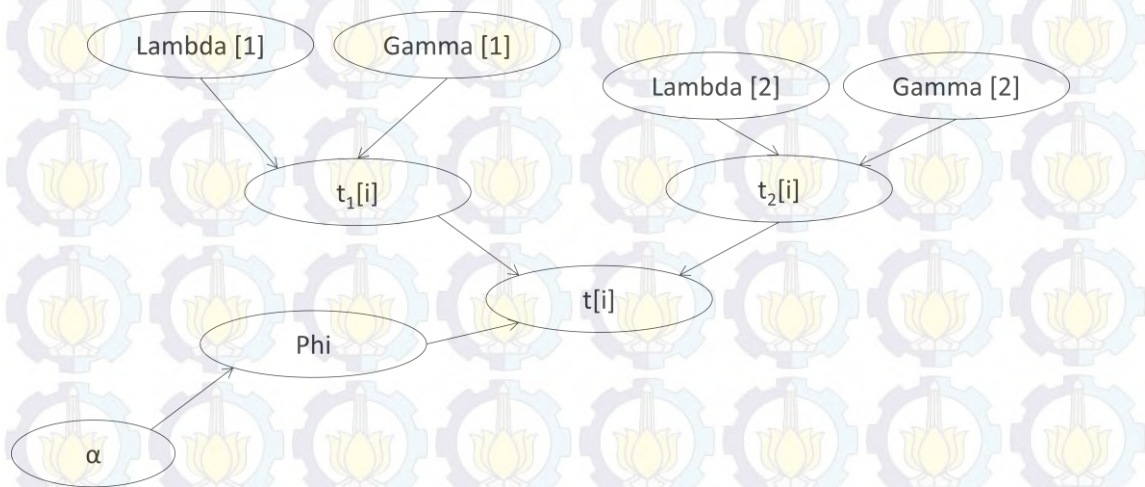 Lambda [1]
Gamma [1]
Lambda [2]
Gamma [2]
t₁[i]
t₂[i]
t[i]
Phi
α